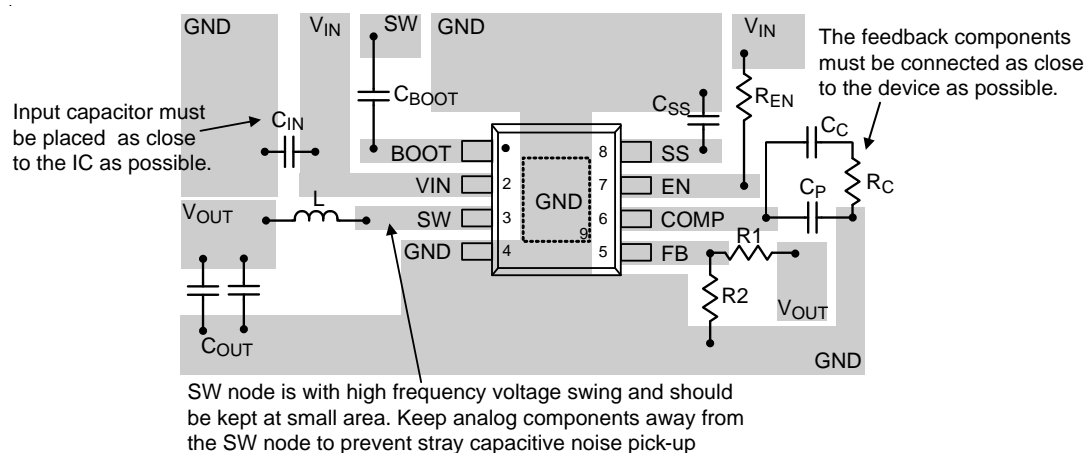 GND
VIN
SW
GND
VIN
The feedback components
must be connected as close
to the device as possible.
Input capacitor must
be placed as close
to the IC as possible.
CIN
CBOOT
CSS
REN
CC
RC
CP
BOOT
VIN
SW
GND
2
3
4
GND
9
8
7
6
5
SS
EN
COMP
FB
L
VOUT
COUT
R1
R2
VOUT
GND
SW node is with high frequency voltage swing and should
be kept at small area. Keep analog components away from
the SW node to prevent stray capacitive noise pick-up